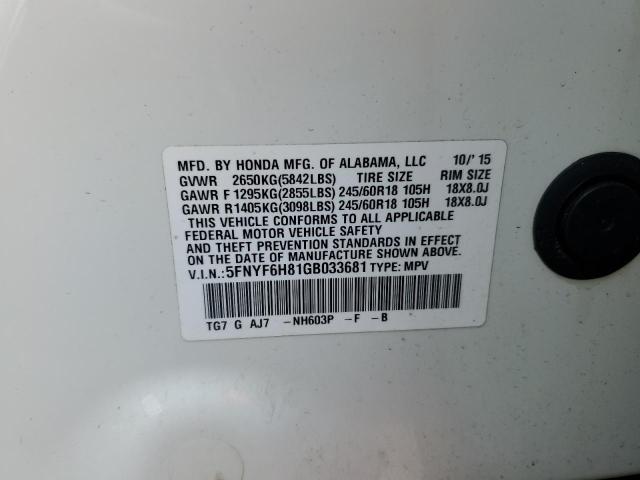 MFD. BY HONDA MFG. OF ALABAMA, LLC 10/'15
GVWR 2650KG(5842LBS) TIRE SIZE RIM SIZE
GAWR F 1295KG(2855LBS) 245/60R18 105H 18X8.0J
GAWR R1405KG(3098LBS) 245/60R18 105H 18X8.0J
THIS VEHICLE CONFORMS TO ALL APPLICABLE
FEDERAL MOTOR VEHICLE SAFETY
AND THEFT PREVENTION STANDARDS IN EFFECT
ON THE DATE OF MANUFACTURE SHOWN ABOVE.
V.I.N.:5FNYF6H81GB033681 TYPE: MPV
TG7 G AJ7 -NH603P -F -B